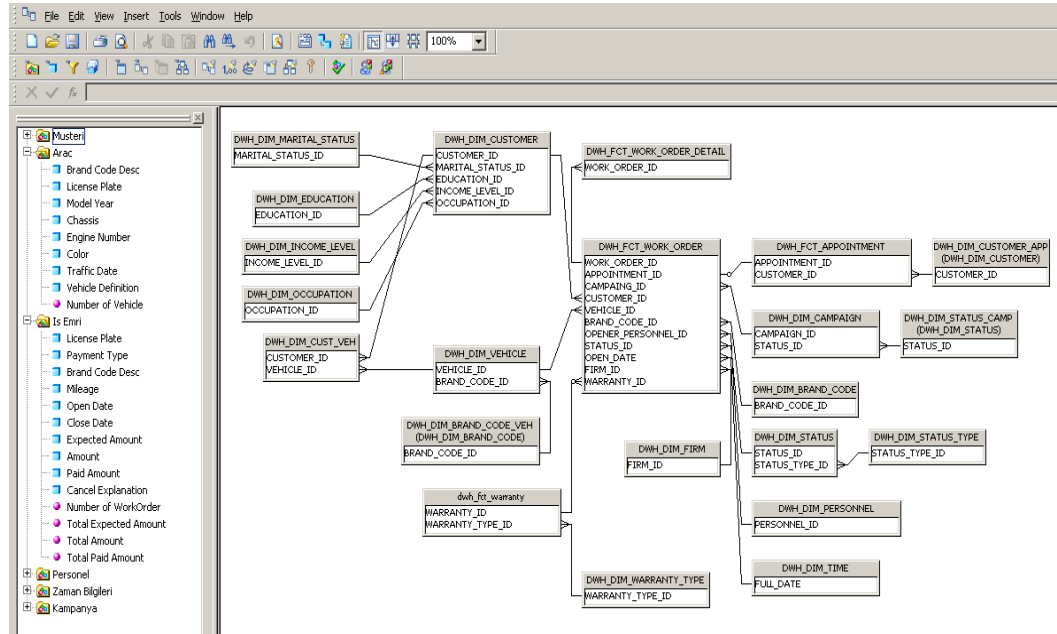 File Edit View Insert Tools Window Help
100%
Musteri
Arac
Brand Code Desc
License Plate
Model Year
Chassis
Engine Number
Color
Traffic Date
Vehicle Definition
Number of Vehicle
Is Emri
License Plate
Payment Type
Brand Code Desc
Mileage
Open Date
Close Date
Expected Amount
Amount
Paid Amount
Cancel Explanation
Number of WorkOrder
Total Expected Amount
Total Amount
Total Paid Amount
Personel
Zaman Bilgileri
Kampanya
DWH_DIM_MARITAL_STATUS
MARITAL_STATUS_ID
DWH_DIM_EDUCATION
EDUCATION_ID
DWH_DIM_INCOME_LEVEL
INCOME_LEVEL_ID
DWH_DIM_OCCUPATION
OCCUPATION_ID
DWH_DIM_CUST_VEH
CUSTOMER_ID
VEHICLE_ID
DWH_DIM_CUSTOMER
CUSTOMER_ID
MARITAL_STATUS_ID
EDUCATION_ID
INCOME_LEVEL_ID
OCCUPATION_ID
DWH_DIM_VEHICLE
VEHICLE_ID
BRAND_CODE_ID
DWH_DIM_BRAND_CODE_VEH
(DWH_DIM_BRAND_CODE)
BRAND_CODE_ID
dwh_fct_warranty
WARRANTY_ID
WARRANTY_TYPE_ID
DWH_FCT_WORK_ORDER_DETAIL
WORK_ORDER_ID
DWH_FCT_WORK_ORDER
WORK_ORDER_ID
APPOINTMENT_ID
CAMPAING_ID
CUSTOMER_ID
VEHICLE_ID
BRAND_CODE_ID
OPENER_PERSONNEL_ID
STATUS_ID
OPEN_DATE
FIRM_ID
WARRANTY_ID
DWH_DIM_FIRM
FIRM_ID
DWH_DIM_WARRANTY_TYPE
WARRANTY_TYPE_ID
DWH_FCT_APPOINTMENT
APPOINTMENT_ID
CUSTOMER_ID
DWH_DIM_CUSTOMER_APP
(DWH_DIM_CUSTOMER)
CUSTOMER_ID
DWH_DIM_CAMPAIGN
CAMPAIGN_ID
STATUS_ID
DWH_DIM_STATUS_CAMP
(DWH_DIM_STATUS)
STATUS_ID
DWH_DIM_BRAND_CODE
BRAND_CODE_ID
DWH_DIM_STATUS
STATUS_ID
STATUS_TYPE_ID
DWH_DIM_STATUS_TYPE
STATUS_TYPE_ID
DWH_DIM_PERSONNEL
PERSONNEL_ID
DWH_DIM_TIME
FULL_DATE